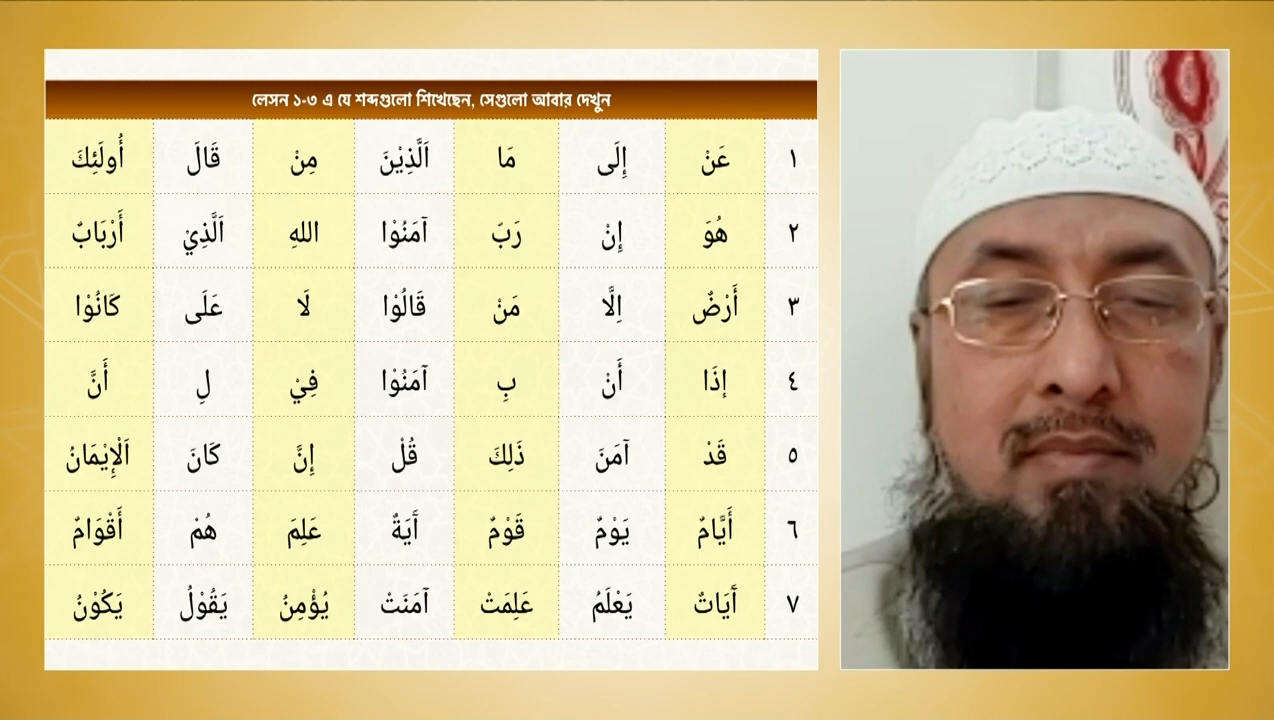 লেসন ১-৩ এ যে শব্দগুলো শিখেছেন, সেগুলো আবার দেখুন
١ عَنْ إِلَى مَا اَلَّذِيْنَ مِنْ قَالَ أُولَئِكَ
٢ هُوَ إِنْ رَبّ آمَنُوْا اللهِ اَلَّذِيْ أَرْبَابٌ
٣ أَرْضٌ اِلَّا مَنْ قَالُوْا لَا عَلَى كَانُوْا
٤ إذَا أَنْ بِ آمَنُوْا فِيْ لِ أَنَّ
٥ قَدْ آمَنَ ذَلِكَ قُلْ إِنَّ كَانَ اَلْإِيْمَانُ
٦ أَيَّامٌ يَوْمٌ قَوْمٌ آَيَةٌ عَلِمَ هُمْ أَقْوَامٌ
٧ آَيَاتٌ يَعْلَمُ عَلِمَتْ آمَنَتْ يُؤْمِنُ يَقُوْلُ يَكُوْنُ